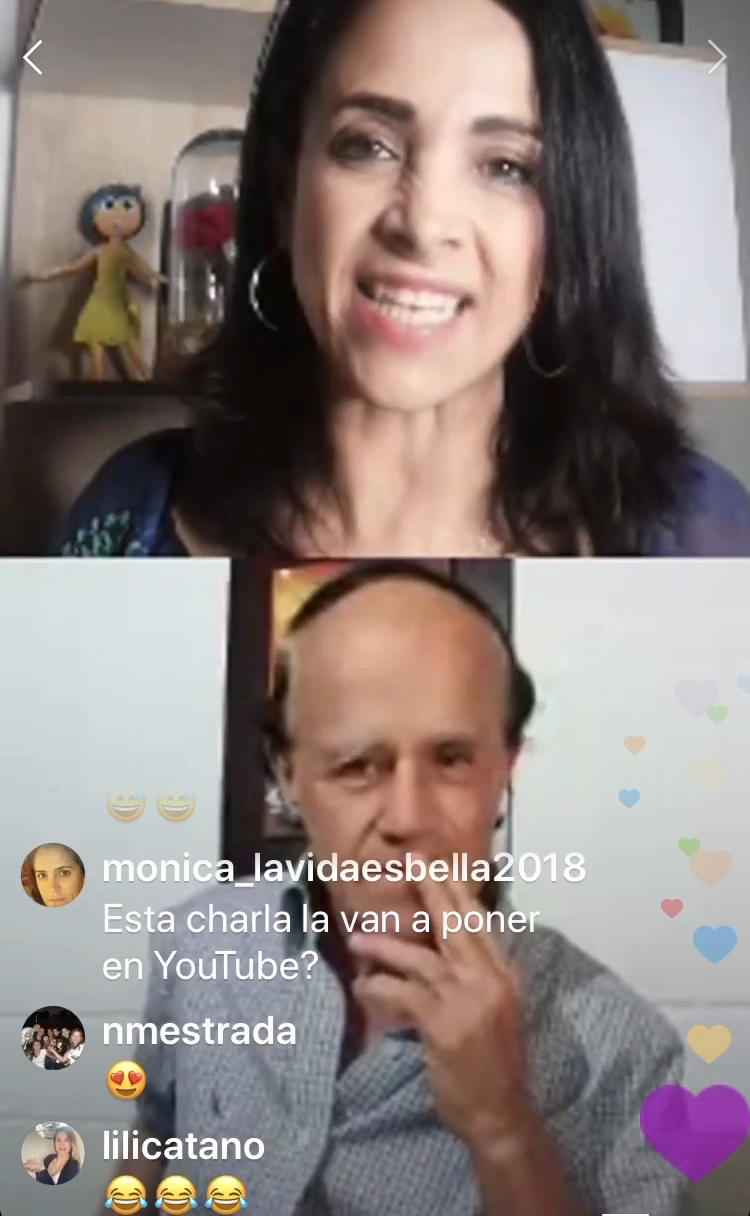 😅 😅
monica_lavidaesbella2018
Esta charla la van a poner
en YouTube?
nmestrada
😍
lilicatano
😂😂😂